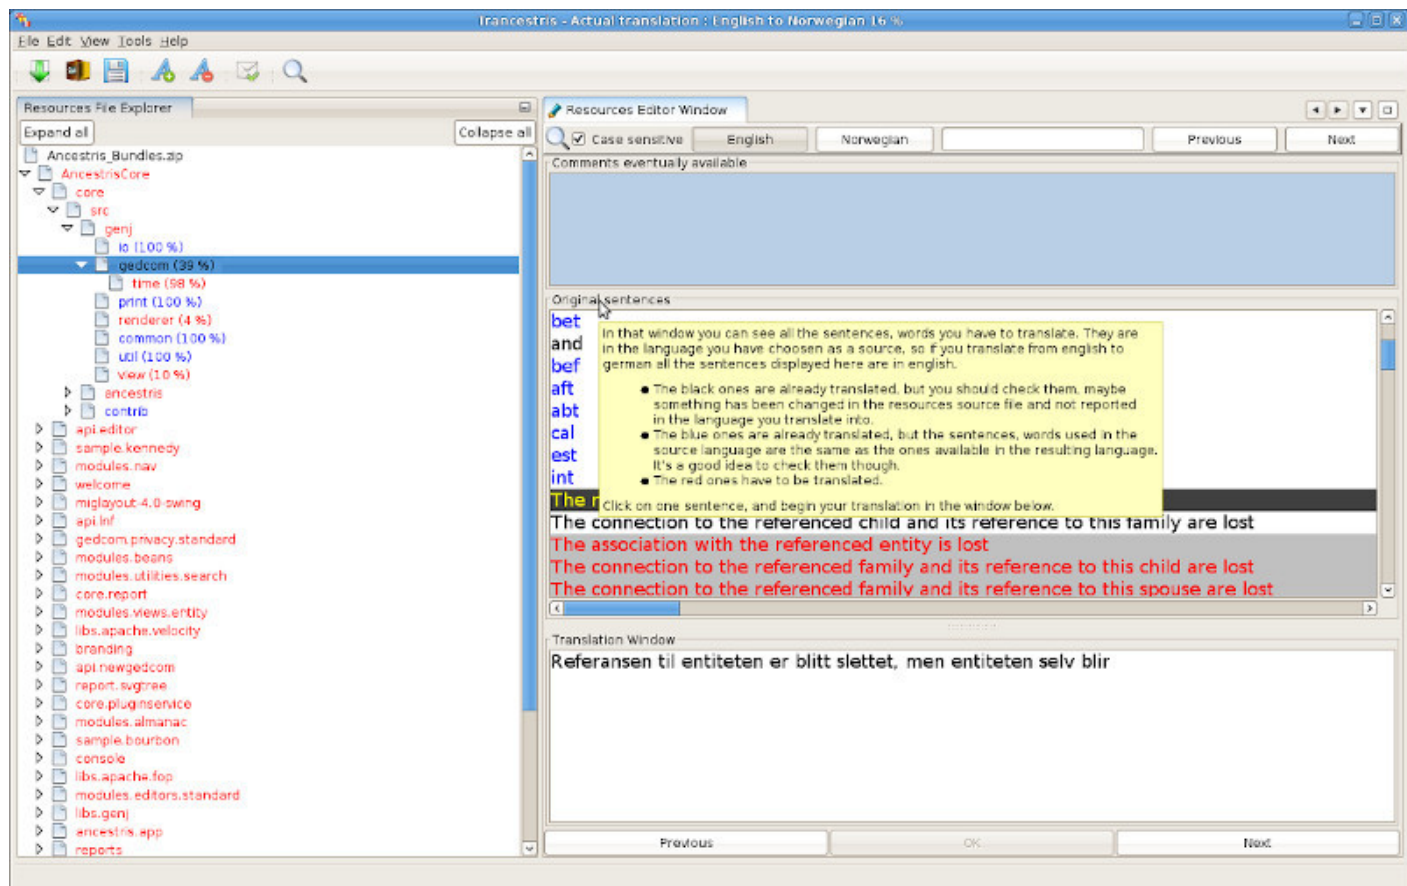 Trancestris - Actual translation : English to Norwegian 16 %
File Edit View Tools Help
Resources File Explorer
Expand all
Collapse all
Ancestris_Bundles.zip
AncestrisCore
core
src
genj
io (100 %)
gedcom (39 %)
time (98 %)
print (100 %)
renderer (4 %)
common (100 %)
util (100 %)
view (10 %)
ancestris
contrib
api.editor
sample.kennedy
modules.nav
welcome
miglayout-4.0-swing
api.lnf
gedcom.privacy.standard
modules.beans
modules.utilities.search
core.report
modules.views.entity
libs.apache.velocity
branding
api.newgedcom
report.svgtree
core.pluginservice
modules.almanac
sample.bourbon
console
libs.apache.fop
modules.editors.standard
libs.genj
ancestris.app
reports
Resources Editor Window
Case sensitive
English
Norwegian
Previous
Next
Comments eventually available
Original sentences
bet
and
bef
aft
abt
cal
est
int
The r
In that window you can see all the sentences, words you have to translate. They are
in the language you have choosen as a source, so if you translate from english to
german all the sentences displayed here are in english.
● The black ones are already translated, but you should check them, maybe
something has been changed in the resources source file and not reported
in the language you translate into.
● The blue ones are already translated, but the sentences, words used in the
source language are the same as the ones available in the resulting language.
It's a good idea to check them though.
● The red ones have to be translated.
Click on one sentence, and begin your translation in the window below.
The connection to the referenced child and its reference to this family are lost
The association with the referenced entity is lost
The connection to the referenced family and its reference to this child are lost
The connection to the referenced family and its reference to this spouse are lost
Translation Window
Referansen til entiteten er blitt slettet, men entiteten selv blir
Previous
OK
Next